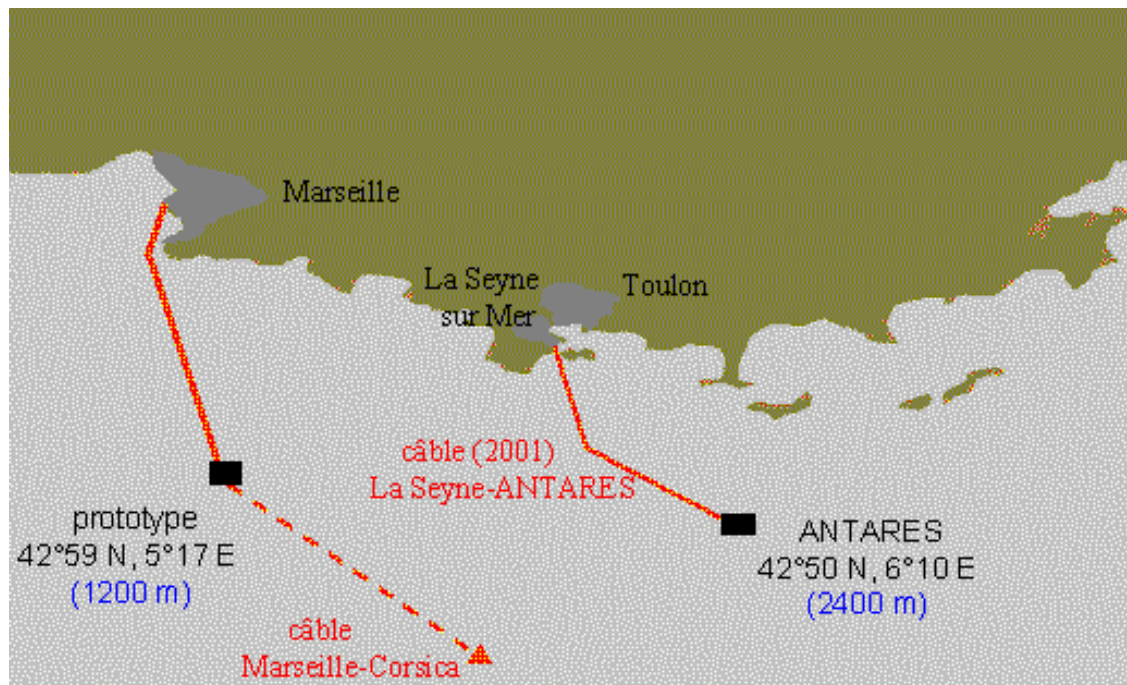 Marseille
La Seyne
sur Mer
Toulon
câble (2001)
La Seyne-ANTARES
prototype
42°59 N, 5°17 E
(1200 m)
ANTARES
42°50 N, 6°10 E
(2400 m)
câble
Marseille-Corsica